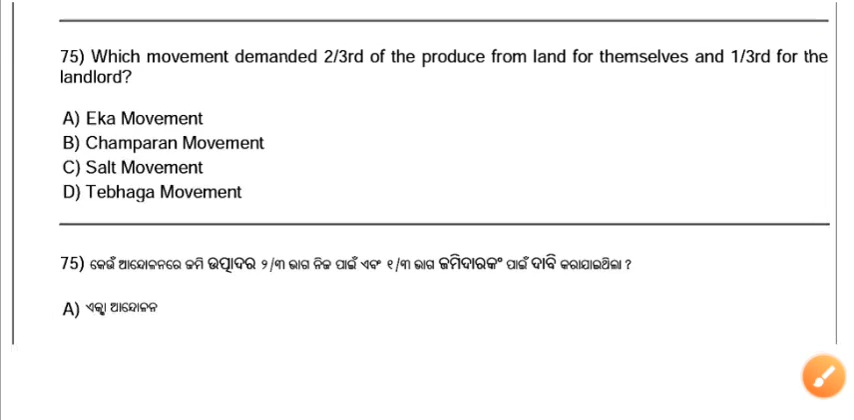 75) Which movement demanded 2/3rd of the produce from land for themselves and 1/3rd for the
landlord?
A) Eka Movement
B) Champaran Movement
C) Salt Movement
D) Tebhaga Movement
75) କେଉଁ ଆନ୍ଦୋଳନରେ ଜମି ଉତ୍ପାଦର ୨/୩ ଭାଗ ନିଜ ପାଇଁ ଏବଂ ୧/୩ ଭାଗ ଜମିଦାରଙ୍କ ପାଇଁ ଦାବି କରାଯାଇଥିଲା ?
A) ଏକ୍କା ଆନ୍ଦୋଳନ